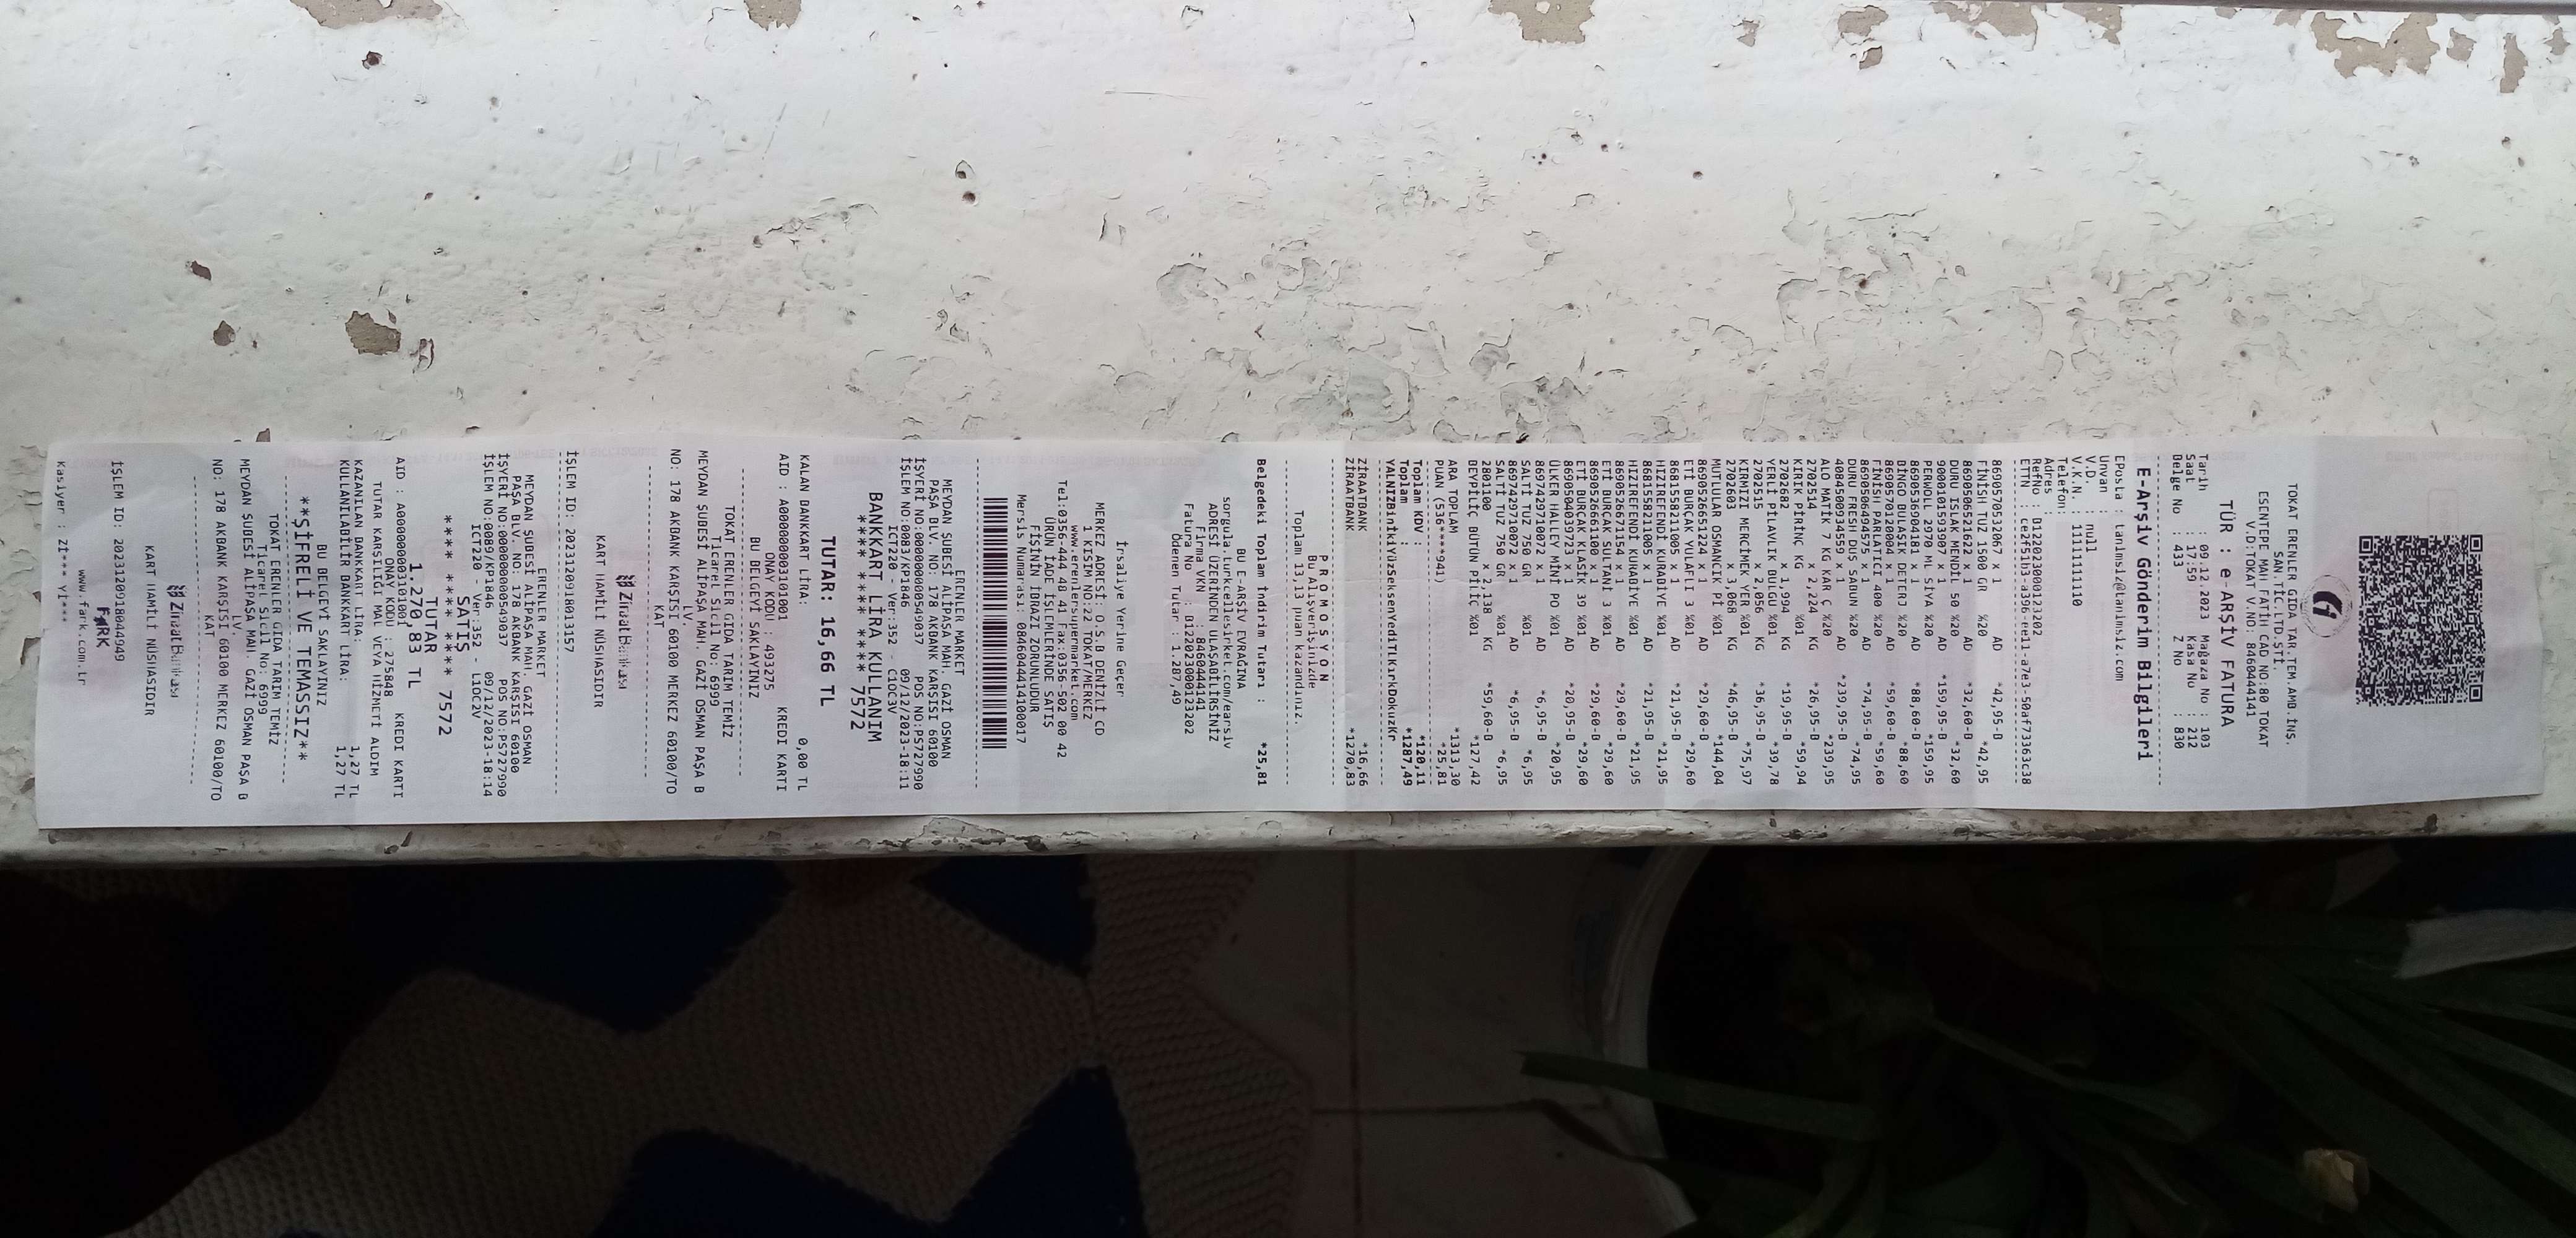 TOKAT ERENLER GIDA TAR.TEM.AMB.İNŞ.
SAN.TİC.LTD.ŞTİ.
ESENTEPE MAH FATİH CAD NO:80 TOKAT
V.D:TOKAT V.NO: 8460444141
TÜR : e-ARŞİV FATURA
Tarih : 09.12.2023 Mağaza No : 103
Saat : 17:59 Kasa No : 212
Belge No : 433 Z No : 830
E-Arşiv Gönderim Bilgileri
EPosta : tanimsiz@tanimsiz.com
Unvan :
V.D. : null
V.K.N. : 11111111110
Telefon:
Adres :
RefNo : D122023000123202
ETTN : ce2f51b3-a396-ee11-a7e3-50af73363c38
8690570532067 x 1 AD *42,95-D
FİNİSH TUZ 1500 GR %20 *42,95
8690506521622 x 1 AD *32,60-D
DURU ISLAK MENDİL 50 %20 *32,60
9000101593907 x 1 AD *159,95-D
PERWOLL 2970 ML SİYA %20 *159,95
8690536904181 x 1 AD *88,60-D
BİNGO BULAŞIK DETERJ %20 *88,60
8690570120004 x 1 AD *59,60-D
FİNİSH PARLATICI 400 %20 *59,60
8690506494575 x 1 AD *74,95-D
DURU FRESH DUŞ SABUN %20 *74,95
4084500934559 x 1 AD *239,95-D
ALO MATİK 7 KG KAR Ç %20 *239,95
2702514 x 2,224 KG *26,95-D
KIRIK PİRİNÇ KG %01 *59,94
2702682 x 1,994 KG *19,95-D
YERLİ PİLAVLIK BULGU %01 *39,78
2702515 x 2,056 KG *36,95-D
KIRMIZI MERCİMEK YER %01 *75,97
2702603 x 3,068 KG *46,95-D
MUTLULAR OSMANCIK Pİ %01 *144,04
8690526651224 x 1 AD *29,60-D
ETİ BURÇAK YULAFLI 3 %01 *29,60
8681558211005 x 1 AD *21,95-D
HIZIREFENDİ KURABİYE %01 *21,95
8681558211005 x 1 AD *21,95-D
HIZIREFENDİ KURABİYE %01 *21,95
8690526671154 x 1 AD *29,60-D
ETİ BURÇAK SULTANİ 3 %01 *29,60
8690526661100 x 1 AD *29,60-D
ETİ BURÇAK KLASİK 39 %01 *29,60
8690504039723 x 1 AD *20,95-D
ÜLKER HALLEY MİNİ PO %01 *20,95
8697429710072 x 1 AD *6,95-D
SALTİ TUZ 750 GR %01 *6,95
8697429710072 x 1 AD *6,95-D
SALTİ TUZ 750 GR %01 *6,95
2801100 x 2,138 KG *59,60-D
BEYPİLİÇ BÜTÜN PİLİÇ %01 *127,42
ARA TOPLAM *1313,30
PUAN (536****941) *25,81
Toplam KDV : *120,11
Toplam : *1287,49
YALNIZBinİkiYüzSeksenYediTLKırkDokuzKr
ZİRAATBANK *16,66
ZİRAATBANK *1270,83
P R O M O S Y O N
Bu Alışverişinizde
Toplam 13,13 puan kazandınız.
Belgedeki Toplam İndirim Tutarı : *25,81
BU E-ARŞİV EVRAĞINA
sorgula.turkcellesirket.com/earsiv
ADRESİ ÜZERİNDEN ULAŞABİLİRSİNİZ
Firma VKN : 8460444141
Fatura No : D122023000123202
Ödenen Tutar : 1.287,49
İrsaliye Yerine Geçer
MERKEZ ADRESİ: O.S.B DENİZLİ CD
1 KISIM NO:22 TOKAT/MERKEZ
www.erenlersupermarket.com
Tel:0356-444 48 41 Fax:0356-502 00 42
ÜRÜN İADE İŞLEMLERİNDE SATIŞ
FİŞİNİN İBRAZI ZORUNLUDUR
Mersis Numarası: 0846044414100017
ERENLER MARKET
MEYDAN ŞUBESİ ALİPAŞA MAH. GAZİ OSMAN
PAŞA BLV. NO: 178 AKBANK KARŞISI 60100
İŞYERİ NO:000000000549037 POS NO:PS727990
İŞLEM NO:0083/KP1846 09/12/2023-18:11
ICT220 - Ver:352 - C1OC3V
BANKKART LİRA KULLANIM
**** **** **** 7572
TUTAR: 16,66 TL
KALAN BANKKART LİRA: 0,00 TL
AID : A0000000031010001 KREDI KARTI
ONAY KODU : 493275
BU BELGEYİ SAKLAYINIZ
TOKAT ERENLER GIDA TARIM TEMİZ
Ticarel Sicil No: 6999
MEYDAN ŞUBESİ ALİPAŞA MAH. GAZİ OSMAN PAŞA B
LV
NO: 178 AKBANK KARŞISI 60100 MERKEZ 60100/TO
KAT
Ziraat Bankası
KART HAMİLİ NÜSHASIDIR
İŞLEM ID: 2023120918013157
ERENLER MARKET
MEYDAN ŞUBESİ ALİPAŞA MAH. GAZİ OSMAN
PAŞA BLV. NO: 178 AKBANK KARŞISI 60100
İŞYERİ NO:000000000549037 POS NO:PS727990
İŞLEM NO:0089/KP1846 09/12/2023-18:14
ICT220 - Ver:352 - L1OC2V
SATIŞ
**** **** **** 7572
TUTAR
1.270,83 TL
AID : A0000000031010001 KREDI KARTI
ONAY KODU : 275848
TUTAR KARŞILIĞI MAL VEYA HİZMETİ ALDIM
KAZANILAN BANKKART LİRA: 1,27 TL
KULLANILABİLİR BANKKART LİRA: 1,27 TL
**ŞİFRELİ VE TEMASSIZ**
BU BELGEYİ SAKLAYINIZ
TOKAT ERENLER GIDA TARIM TEMİZ
Ticarel Sicil No: 6999
MEYDAN ŞUBESİ ALİPAŞA MAH. GAZİ OSMAN PAŞA B
LV
NO: 178 AKBANK KARŞISI 60100 MERKEZ 60100/TO
KAT
Ziraat Bankası
KART HAMİLİ NÜSHASIDIR
İŞLEM ID: 20231209180449949
FARK
www.fark.com.tr
Kasiyer : Zİ*** Yİ***